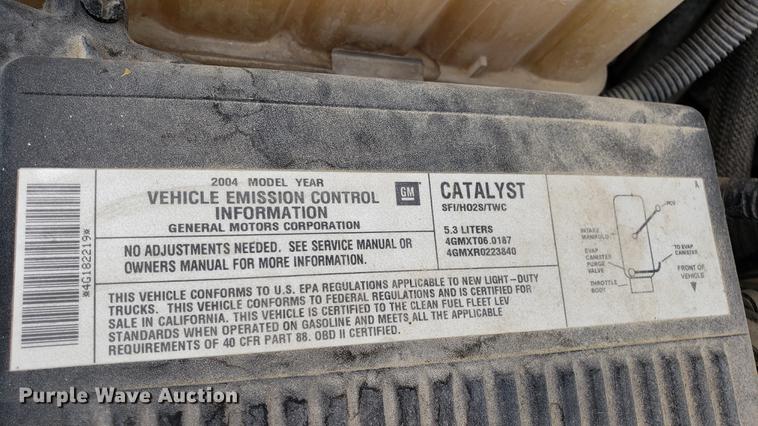 *4G182219*
2004 MODEL YEAR
VEHICLE EMISSION CONTROL
INFORMATION
GENERAL MOTORS CORPORATION
GM
NO ADJUSTMENTS NEEDED. SEE SERVICE MANUAL OR
OWNERS MANUAL FOR MORE INFORMATION.
CATALYST
SFI/HO2S/TWC
5.3 LITERS
4GMXT06.0187
4GMXR0223840
THIS VEHICLE CONFORMS TO U.S. EPA REGULATIONS APPLICABLE TO NEW LIGHT-DUTY
TRUCKS. THIS VEHICLE CONFORMS TO FEDERAL REGULATIONS AND IS CERTIFIED FOR
SALE IN CALIFORNIA. THIS VEHICLE IS CERTIFIED TO THE CLEAN FUEL FLEET LEV
STANDARDS WHEN OPERATED ON GASOLINE AND MEETS ALL THE APPLICABLE
REQUIREMENTS OF 40 CFR PART 88. OBD II CERTIFIED.
A
PCV
INTAKE
MANIFOLD
EVAP
CANISTER
PURGE
VALVE
TO EVAP
CANISTER
THROTTLE
BODY
FRONT OF
VEHICLE
Purple Wave Auction